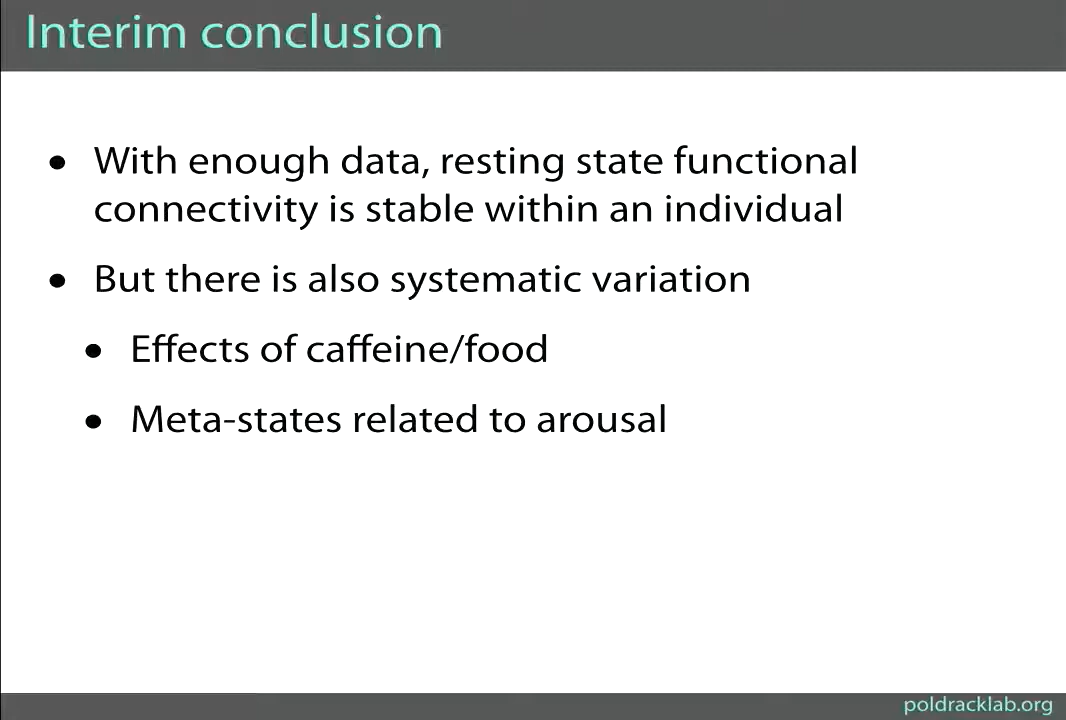 Interim conclusion
• With enough data, resting state functional
connectivity is stable within an individual
• But there is also systematic variation
• Effects of caffeine/food
• Meta-states related to arousal
poldracklab.org